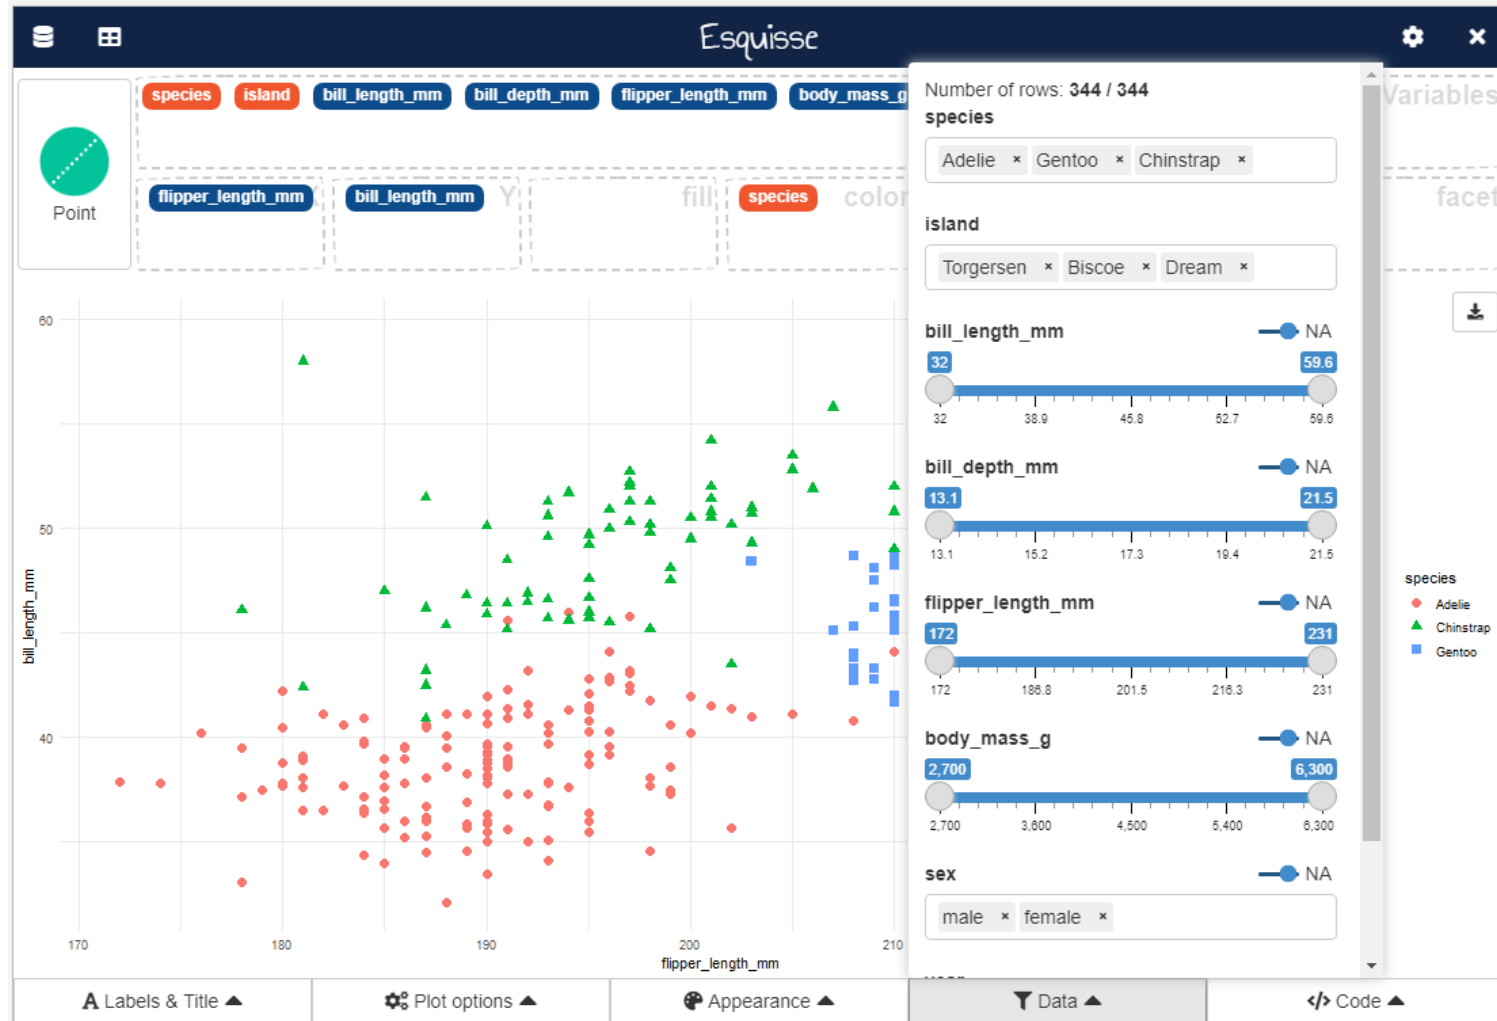 Esquisse
species island bill_length_mm bill_depth_mm flipper_length_mm body_mass_g
Variables
Point
flipper_length_mm X
bill_length_mm Y
fill
species color
facet
Number of rows: 344 / 344
species
Adelie × Gentoo × Chinstrap ×
island
Torgersen × Biscoe × Dream ×
bill_length_mm NA
32 59.6
32 38.9 45.8 52.7 59.6
bill_depth_mm NA
13.1 21.5
13.1 15.2 17.3 19.4 21.5
flipper_length_mm NA
172 231
172 186.8 201.5 216.3 231
body_mass_g NA
2,700 6,300
2,700 3,600 4,500 5,400 6,300
sex NA
male × female ×
60
50
40
bill_length_mm
170 180 190 200 210
flipper_length_mm
species
Adelie
Chinstrap
Gentoo
A Labels & Title
Plot options
Appearance
Data
</> Code